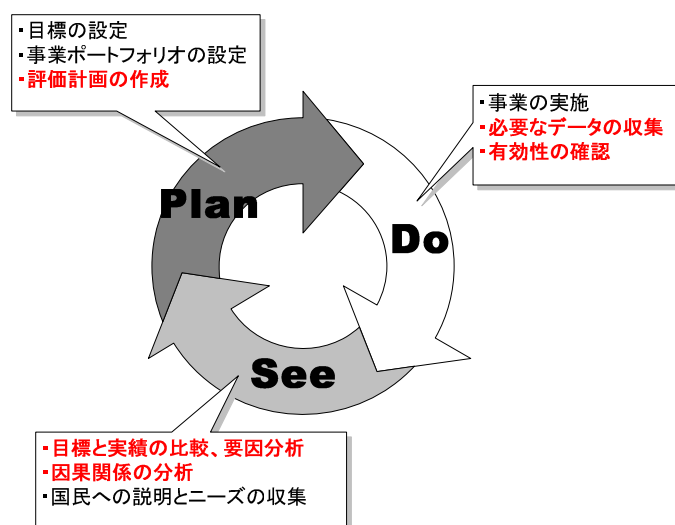 ・目標の設定
・事業ポートフォリオの設定
・評価計画の作成
・事業の実施
・必要なデータの収集
・有効性の確認
Plan
Do
See
・目標と実績の比較、要因分析
・因果関係の分析
・国民への説明とニーズの収集